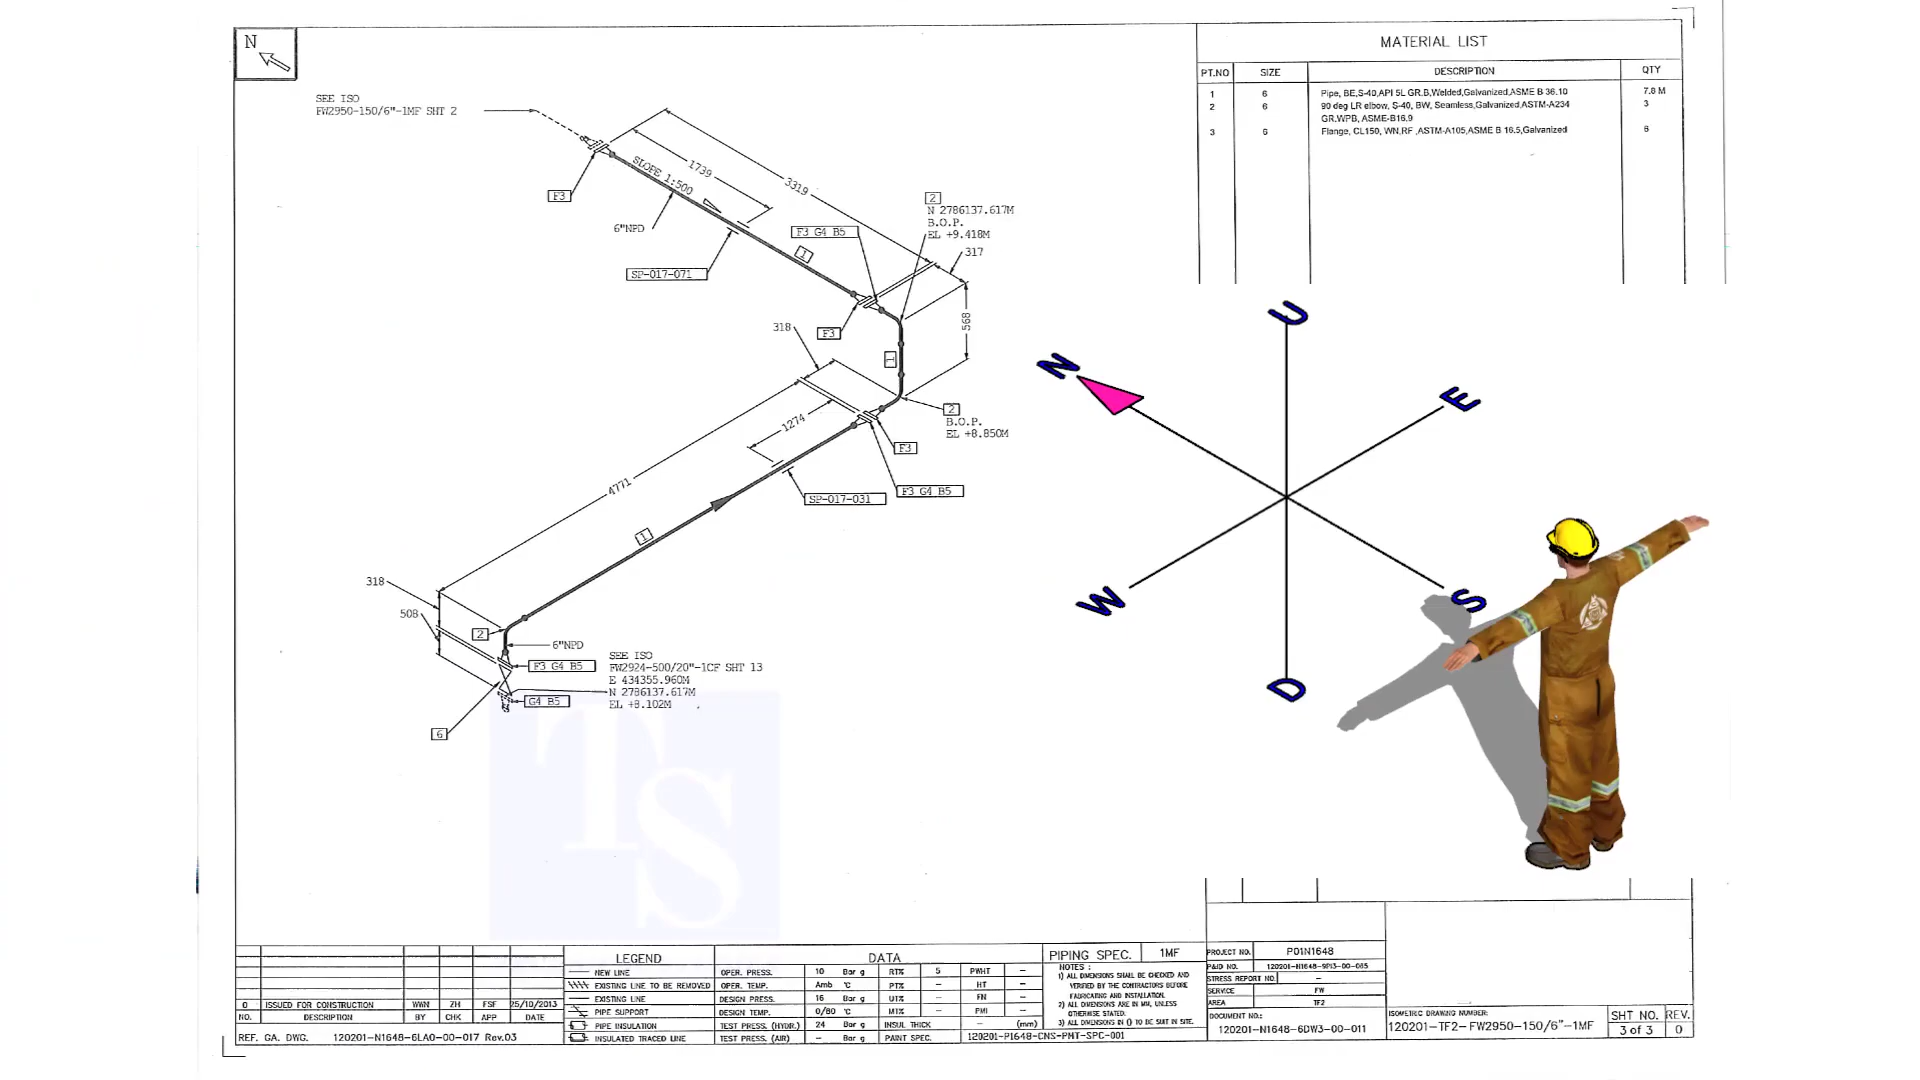 N
SEE ISO
FW2950-150/6"-1MF SHT 2
F3
SLOPE 1:500
1739
3319
6"NPD
SP-017-071
1
F3 G4 B5
2
N 2786137.617M
B.O.P.
EL +9.418M
317
F3
568
1
318
2
B.O.P.
EL +8.850M
1274
F3
F3 G4 B5
SP-017-031
4771
1
318
508
2
6"NPD
F3 G4 B5
G4 B5
6
SEE ISO
FW2924-500/20"-1CF SHT 13
E 434355.960M
N 2786137.617M
EL +8.102M
TS
MATERIAL LIST
PT.NO SIZE DESCRIPTION QTY
1 6 Pipe, BE,S-40,API 5L GR.B,Welded,Galvanized,ASME B 36.10 7.8 M
2 6 90 deg LR elbow, S-40, BW, Seamless,Galvanized,ASTM-A234 3
GR.WPB, ASME-B16.9
3 6 Flange, CL150, WN,RF ,ASTM-A105,ASME B 16.5,Galvanized 6
U
N
E
W
S
D
0 ISSUED FOR CONSTRUCTION WWN ZH FSF 25/10/2013
NO. DESCRIPTION BY CHK APP DATE
REF. GA. DWG. 120201-N1648-6LA0-00-017 Rev.03
LEGEND
NEW LINE
EXISTING LINE TO BE REMOVED
EXISTING LINE
PIPE SUPPORT
PIPE INSULATION
INSULATED TRACED LINE
DATA
OPER. PRESS. 10 Bar g RT% 5 PWHT –
OPER. TEMP. Amb °C PT% – HT –
DESIGN PRESS. 16 Bar g UT% – FN –
DESIGN TEMP. 0/80 °C MT% – PMI –
TEST PRESS. (HYDR.) 24 Bar g INSUL THICK – (mm)
TEST PRESS. (AIR) – Bar g PAINT SPEC. 120201-P1648-CNS-PMT-SPC-001
PIPING SPEC. 1MF
NOTES :
1) ALL DIMENSIONS SHALL BE CHECKED AND
VERIFIED BY THE CONTRACTORS BEFORE
FABRICATING AND INSTALLATION.
2) ALL DIMENSIONS ARE IN MM, UNLESS
OTHERWISE STATED.
3) ALL DIMENSIONS IN () TO BE SUIT IN SITE.
PROJECT NO. P01N1648
P&ID NO.
STRESS REPORT NO. –
SERVICE FW
AREA TF2
DOCUMENT NO.:
120201-N1648-6DW3-00-011
ISOMETRIC DRAWING NUMBER:
120201-TF2-FW2950-150/6"-1MF
SHT NO. REV.
3 of 3 0